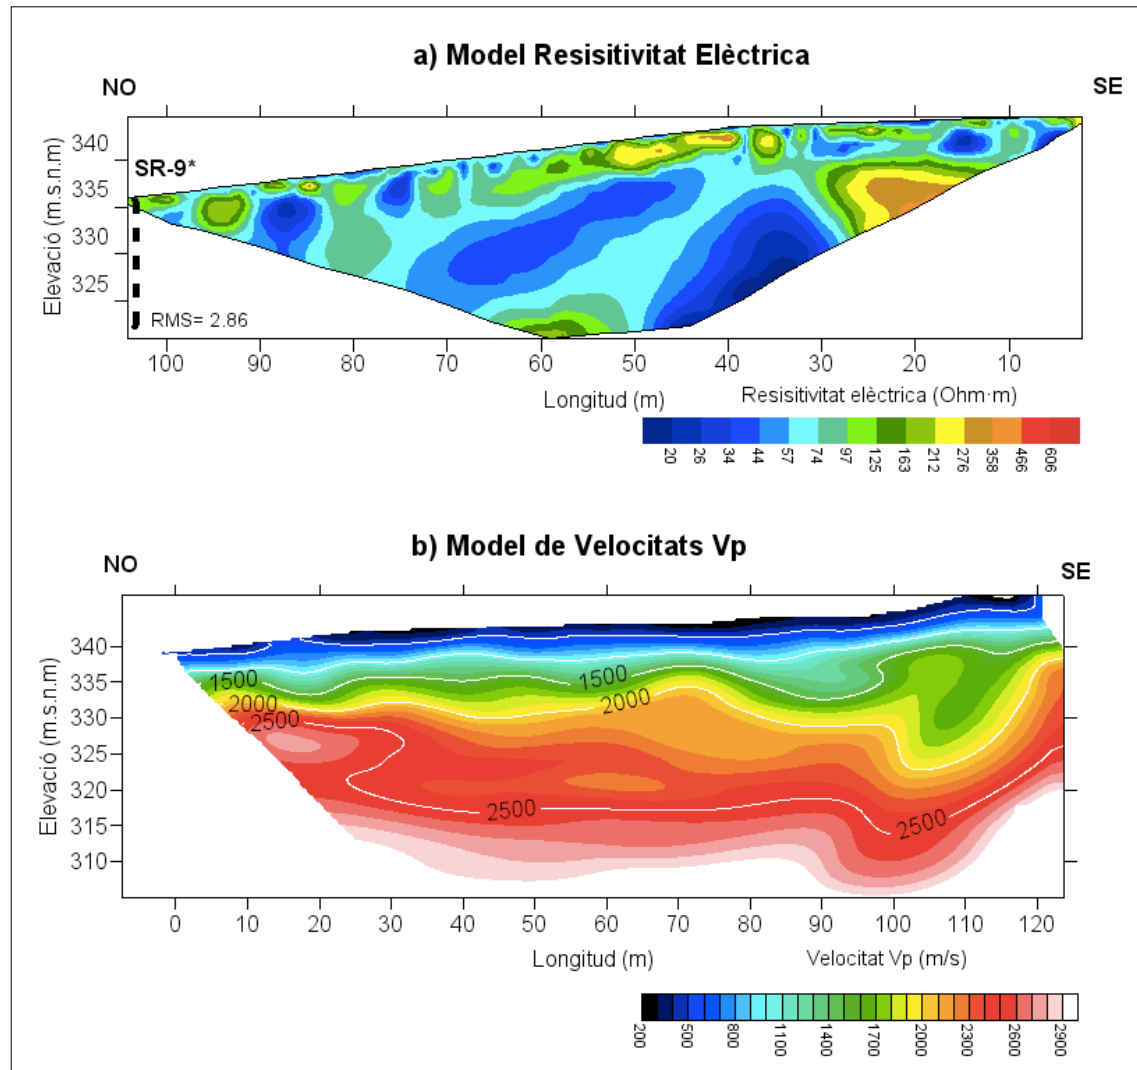 a) Model Resisitivitat Elèctrica
NO
SE
340
335
330
325
Elevació (m.s.n.m)
SR-9*
RMS= 2.86
100 90 80 70 60 50 40 30 20 10
Longitud (m)
Resisitivitat elèctrica (Ohm·m)
20 26 34 44 57 74 97 125 163 212 276 358 466 606
b) Model de Velocitats Vp
NO
SE
340
335
330
325
320
315
310
Elevació (m.s.n.m)
1500
2000
2500
1500
2000
2500
2500
0 10 20 30 40 50 60 70 80 90 100 110 120
Longitud (m)
Velocitat Vp (m/s)
200 500 800 1100 1400 1700 2000 2300 2600 2900